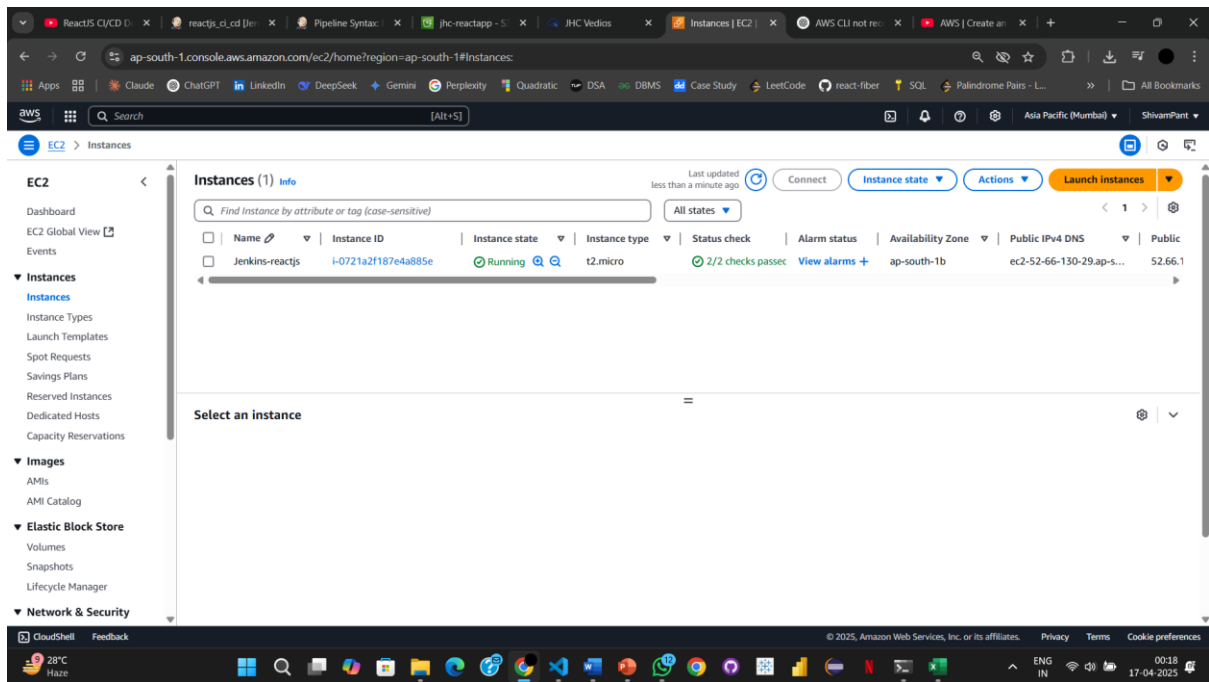 ReactJS CI/CD D
reactjs_ci_cd [Jen
Pipeline Syntax:
jhc-reactapp - S
JHC Vedios
Instances | EC2 |
AWS CLI not rec
AWS | Create an
ap-south-1.console.aws.amazon.com/ec2/home?region=ap-south-1#Instances:
Apps Claude ChatGPT LinkedIn DeepSeek Gemini Perplexity Quadratic DSA DBMS Case Study LeetCode react-fiber SQL Palindrome Pairs - L... All Bookmarks
aws Search [Alt+S] Asia Pacific (Mumbai) ShivamPant
EC2 > Instances
EC2
Dashboard
EC2 Global View
Events
Instances
Instances
Instance Types
Launch Templates
Spot Requests
Savings Plans
Reserved Instances
Dedicated Hosts
Capacity Reservations
Images
AMIs
AMI Catalog
Elastic Block Store
Volumes
Snapshots
Lifecycle Manager
Network & Security
Instances (1) Info
Last updated
less than a minute ago
Connect Instance state Actions Launch instances
Find Instance by attribute or tag (case-sensitive) All states 1
Name Instance ID Instance state Instance type Status check Alarm status Availability Zone Public IPv4 DNS Public
Jenkins-reactjs i-0721a2f187e4a885e Running t2.micro 2/2 checks passec View alarms + ap-south-1b ec2-52-66-130-29.ap-s... 52.66.1
Select an instance
CloudShell Feedback © 2025, Amazon Web Services, Inc. or its affiliates. Privacy Terms Cookie preferences
9 28°C
Haze
ENG
IN
00:18
17-04-2025